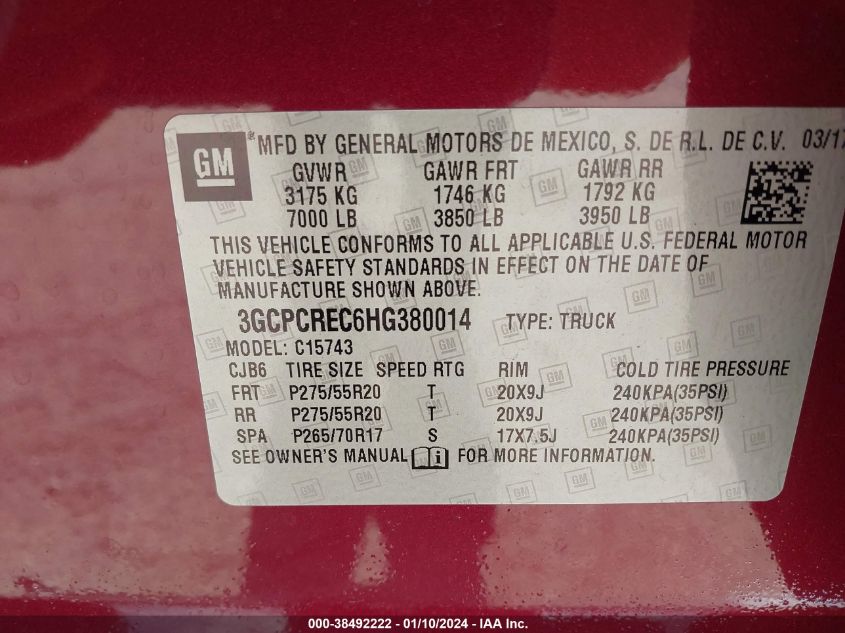 GM MFD BY GENERAL MOTORS DE MEXICO, S. DE R.L. DE C.V. 03/17
GVWR GAWR FRT GAWR RR
3175 KG 1746 KG 1792 KG
7000 LB 3850 LB 3950 LB
THIS VEHICLE CONFORMS TO ALL APPLICABLE U.S. FEDERAL MOTOR
VEHICLE SAFETY STANDARDS IN EFFECT ON THE DATE OF
MANUFACTURE SHOWN ABOVE.
3GCPCREC6HG380014 TYPE: TRUCK
MODEL: C15743
CJB6 TIRE SIZE SPEED RTG RIM COLD TIRE PRESSURE
FRT P275/55R20 T 20X9J 240KPA(35PSI)
RR P275/55R20 T 20X9J 240KPA(35PSI)
SPA P265/70R17 S 17X7.5J 240KPA(35PSI)
SEE OWNER'S MANUAL i FOR MORE INFORMATION.
000-38492222 - 01/10/2024 - IAA Inc.